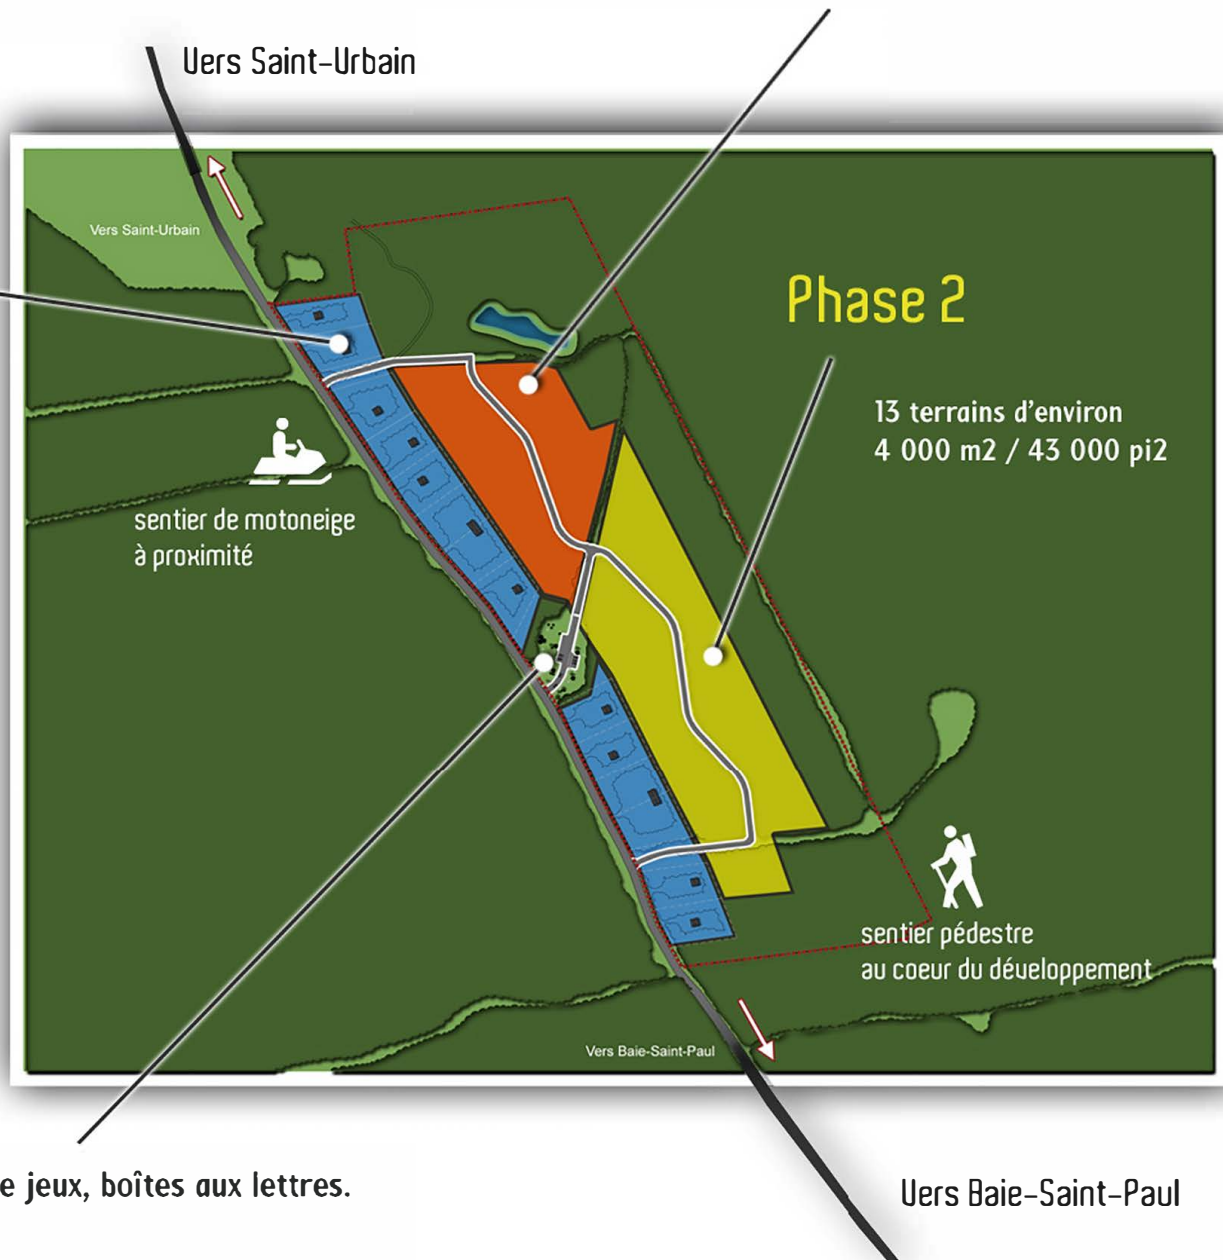 Vers Saint-Urbain
Vers Saint-Urbain
Phase 2
13 terrains d'environ
4 000 m2 / 43 000 pi2
sentier de motoneige
à proximité
sentier pédestre
au coeur du développement
Vers Baie-Saint-Paul
e jeux, boîtes aux lettres.
Vers Baie-Saint-Paul